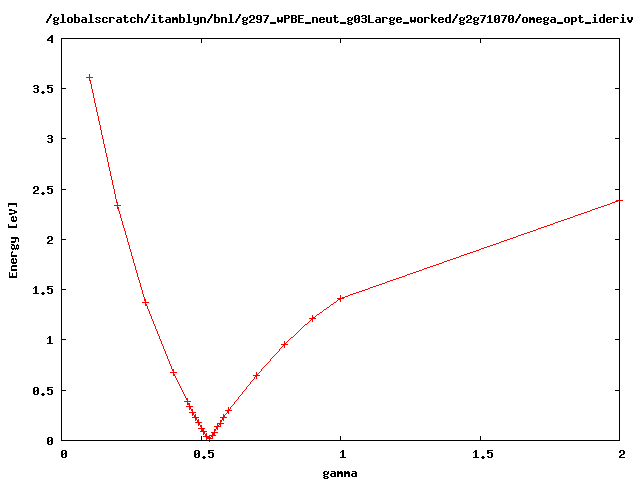 /globalscratch/itamblyn/bnl/g297_wPBE_neut_g03Large_worked/g2g71070/omega_opt_ideriv
4
3.5
3
2.5
2
1.5
1
0.5
0
Energy [eV]
0 0.5 1 1.5 2
gamma